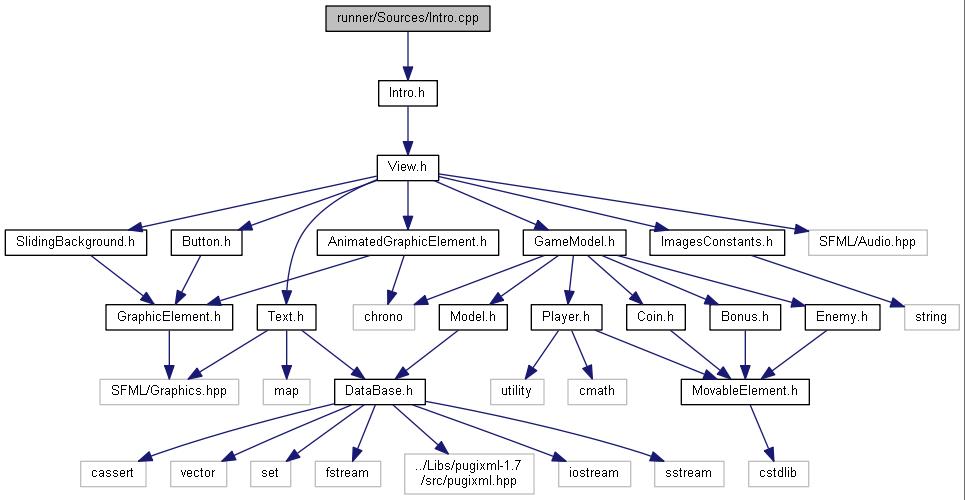 runner/Sources/Intro.cpp
Intro.h
View.h
SlidingBackground.h
Button.h
AnimatedGraphicElement.h
GameModel.h
ImagesConstants.h
SFML/Audio.hpp
GraphicElement.h
Text.h
chrono
Model.h
Player.h
Coin.h
Bonus.h
Enemy.h
string
SFML/Graphics.hpp
map
DataBase.h
utility
cmath
MovableElement.h
cassert
vector
set
fstream
../Libs/pugixml-1.7
/src/pugixml.hpp
iostream
sstream
cstdlib